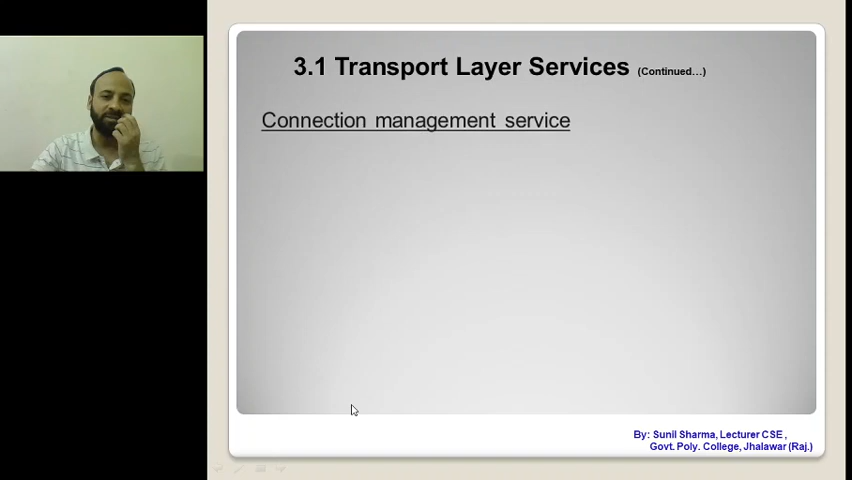 3.1 Transport Layer Services (Continued...)
Connection management service
By: Sunil Sharma, Lecturer CSE ,
Govt. Poly. College, Jhalawar (Raj.)